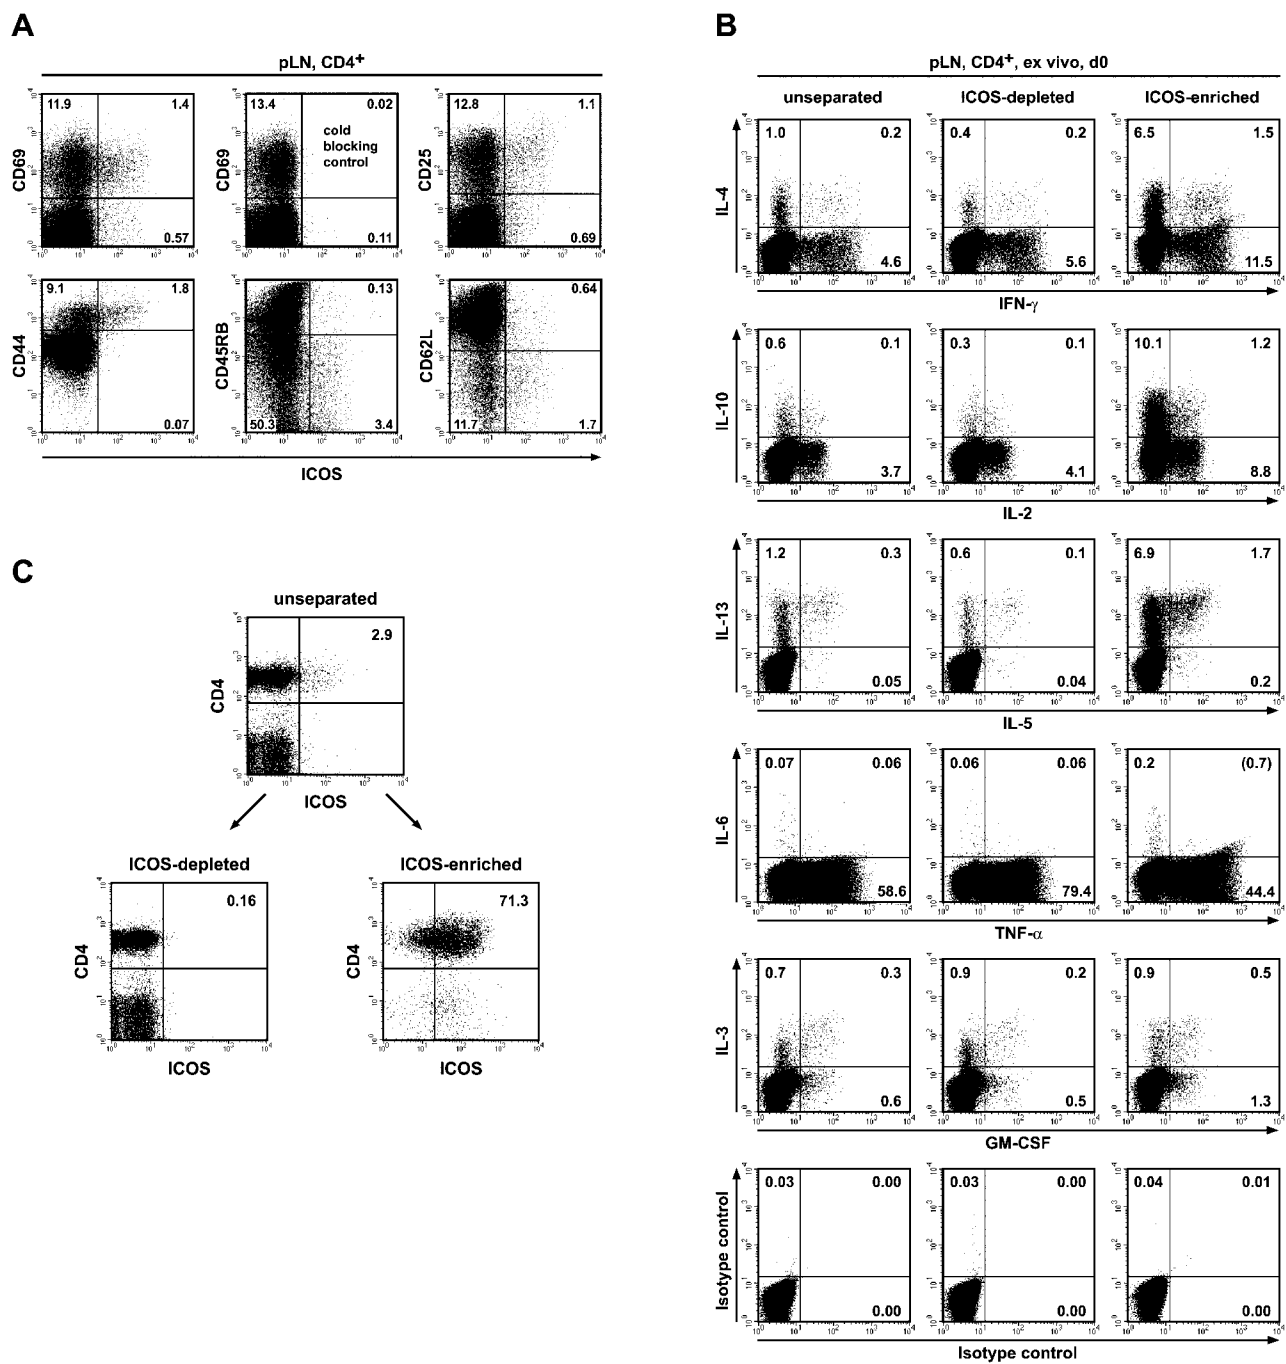 A
pLN, CD4+
11.9 1.4
CD69
0.57
13.4 0.02
cold
blocking
control
CD69
0.11
12.8 1.1
CD25
0.69
9.1 1.8
CD44
0.07
0.13
CD45RB
50.3 3.4
0.64
CD62L
11.7 1.7
ICOS
B
pLN, CD4+, ex vivo, d0
unseparated ICOS-depleted ICOS-enriched
1.0 0.2 0.4 0.2 6.5 1.5
IL-4
4.6 5.6 11.5
IFN-γ
0.6 0.1 0.3 0.1 10.1 1.2
IL-10
3.7 4.1 8.8
IL-2
1.2 0.3 0.6 0.1 6.9 1.7
IL-13
0.05 0.04 0.2
IL-5
0.07 0.06 0.06 0.06 0.2 (0.7)
IL-6
58.6 79.4 44.4
TNF-α
0.7 0.3 0.9 0.2 0.9 0.5
IL-3
0.6 0.5 1.3
GM-CSF
0.03 0.00 0.03 0.00 0.04 0.01
Isotype control
0.00 0.00 0.00
Isotype control
C
unseparated
2.9
CD4
ICOS
ICOS-depleted
0.16
CD4
ICOS
ICOS-enriched
71.3
CD4
ICOS